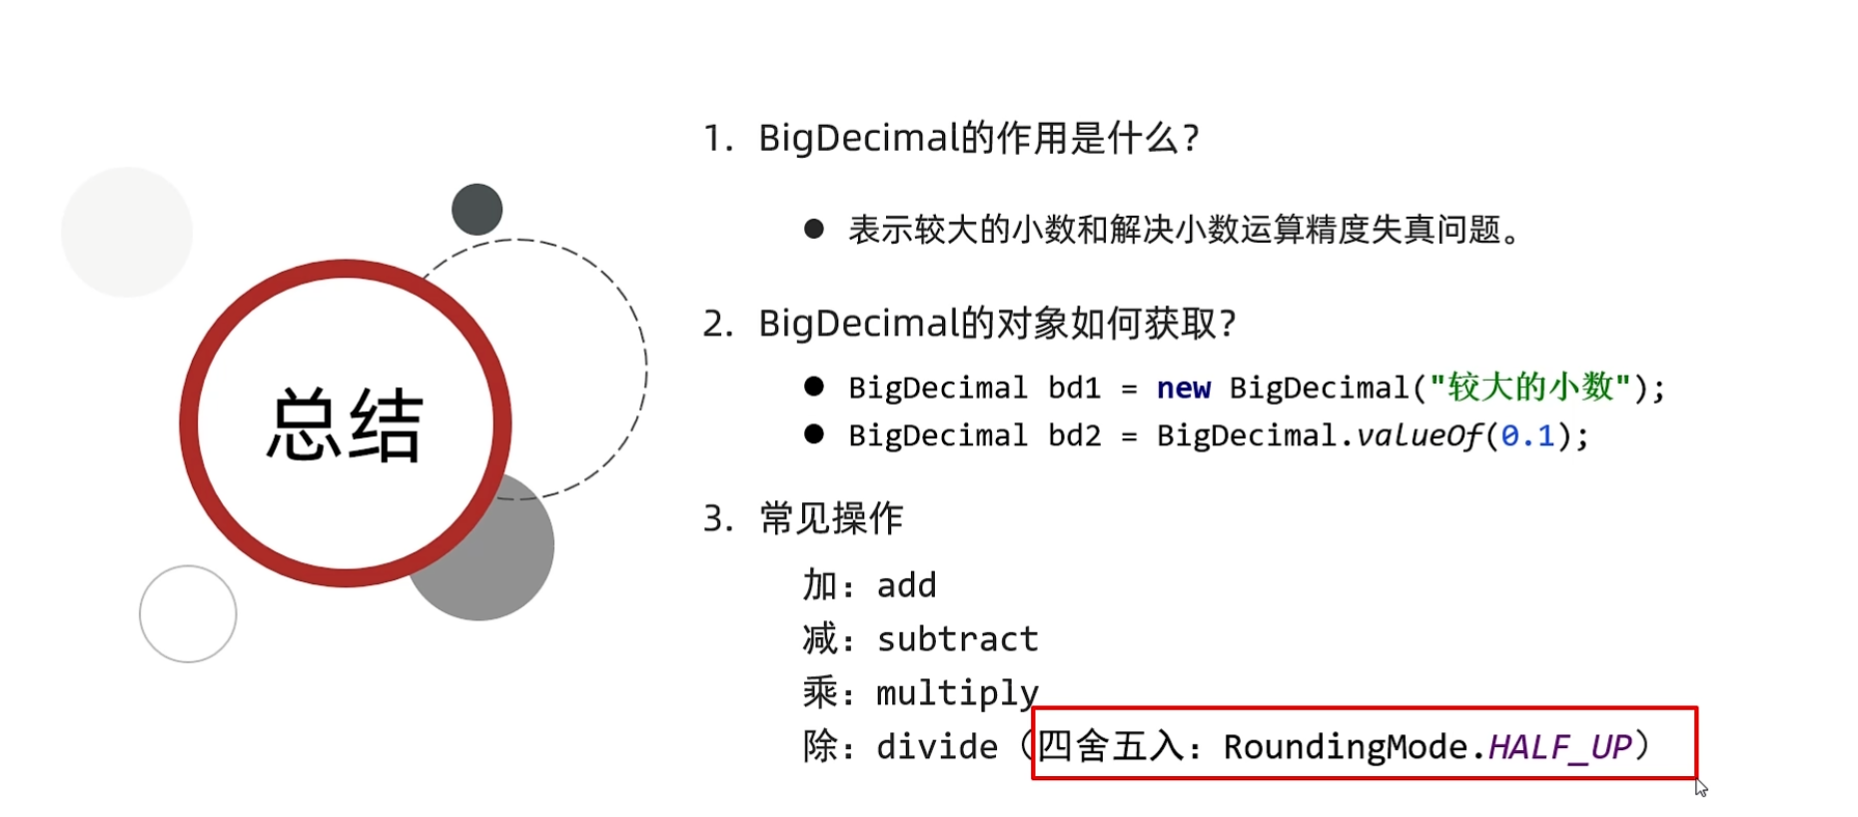 总结
1. BigDecimal的作用是什么?
● 表示较大的小数和解决小数运算精度失真问题。
2. BigDecimal的对象如何获取?
● BigDecimal bd1 = new BigDecimal("较大的小数");
● BigDecimal bd2 = BigDecimal.valueOf(0.1);
3. 常见操作
加：add
减：subtract
乘：multiply
除：divide（四舍五入：RoundingMode.HALF_UP）